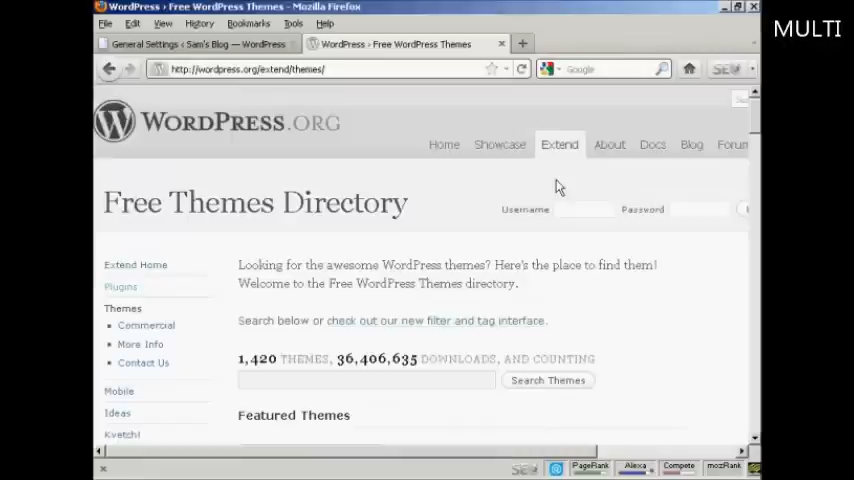 WordPress › Free WordPress Themes - Mozilla Firefox
MULTI
File Edit View History Bookmarks Tools Help
General Settings ‹ Sam's Blog — WordPress
WordPress › Free WordPress Themes
http://wordpress.org/extend/themes/
Google
SEO
WORDPRESS.ORG
Home Showcase Extend About Docs Blog Forum
Free Themes Directory
Username
Password
Extend Home
Plugins
Themes
Commercial
More Info
Contact Us
Mobile
Ideas
Kvetch!
Looking for the awesome WordPress themes? Here's the place to find them!
Welcome to the Free WordPress Themes directory.
Search below or check out our new filter and tag interface.
1,420 THEMES, 36,406,635 DOWNLOADS, AND COUNTING
Search Themes
Featured Themes
SEO
PageRank
Alexa
Compete
mozRank